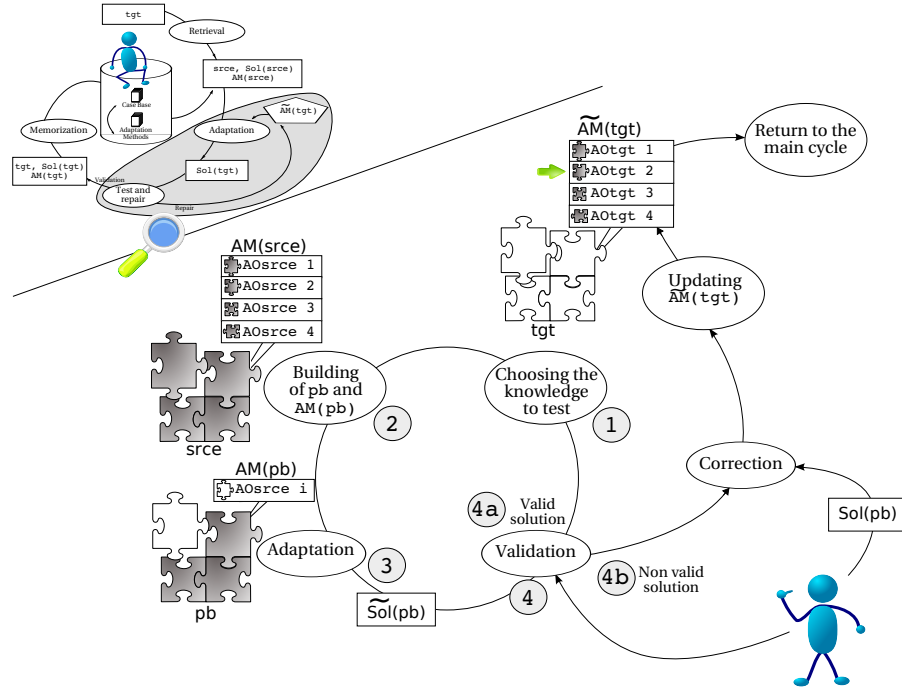 tgt
Retrieval
srce, Sol(srce)
AM(srce)
Case Base
Adaptation
Methods
Memorization
Adaptation
ÃM(tgt)
tgt, Sol(tgt)
AM(tgt)
Validation
Sol(tgt)
Test and
repair
Repair
ÃM(tgt)
AOtgt 1
AOtgt 2
AOtgt 3
AOtgt 4
tgt
Return to the
main cycle
AM(srce)
AOsrce 1
AOsrce 2
AOsrce 3
AOsrce 4
srce
Updating
ÃM(tgt)
Building
of pb and
AM(pb)
2
Choosing the
knowledge
to test
1
Correction
AM(pb)
AOsrce i
pb
Adaptation
3
S̃ol(pb)
4a
Valid
solution
Validation
4
4b
Non valid
solution
Sol(pb)